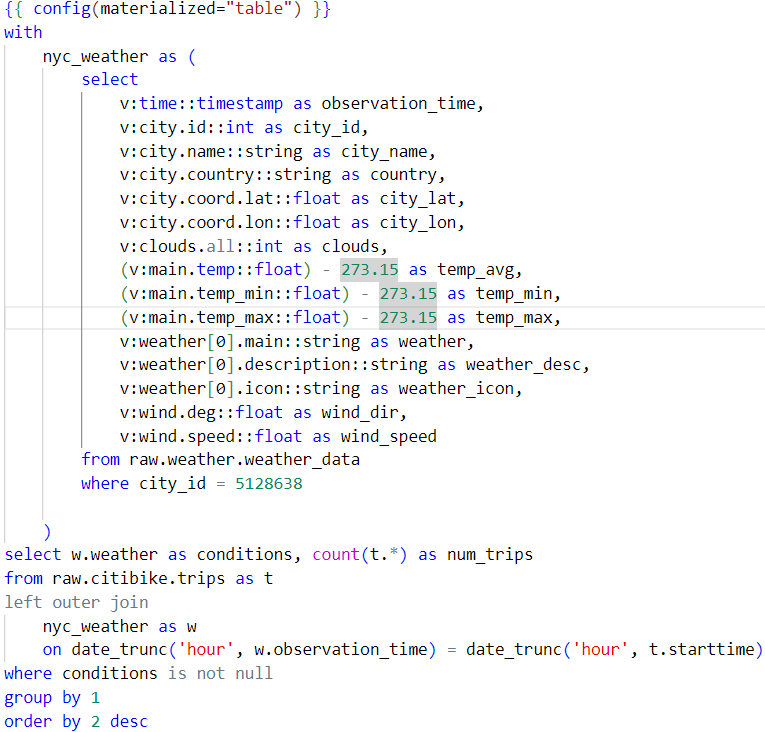 {{ config(materialized="table") }}
with
    nyc_weather as (
        select
            v:time::timestamp as observation_time,
            v:city.id::int as city_id,
            v:city.name::string as city_name,
            v:city.country::string as country,
            v:city.coord.lat::float as city_lat,
            v:city.coord.lon::float as city_lon,
            v:clouds.all::int as clouds,
            (v:main.temp::float) - 273.15 as temp_avg,
            (v:main.temp_min::float) - 273.15 as temp_min,
            (v:main.temp_max::float) - 273.15 as temp_max,
            v:weather[0].main::string as weather,
            v:weather[0].description::string as weather_desc,
            v:weather[0].icon::string as weather_icon,
            v:wind.deg::float as wind_dir,
            v:wind.speed::float as wind_speed
        from raw.weather.weather_data
        where city_id = 5128638
    )
select w.weather as conditions, count(t.*) as num_trips
from raw.citibike.trips as t
left outer join
    nyc_weather as w
    on date_trunc('hour', w.observation_time) = date_trunc('hour', t.starttime)
where conditions is not null
group by 1
order by 2 desc